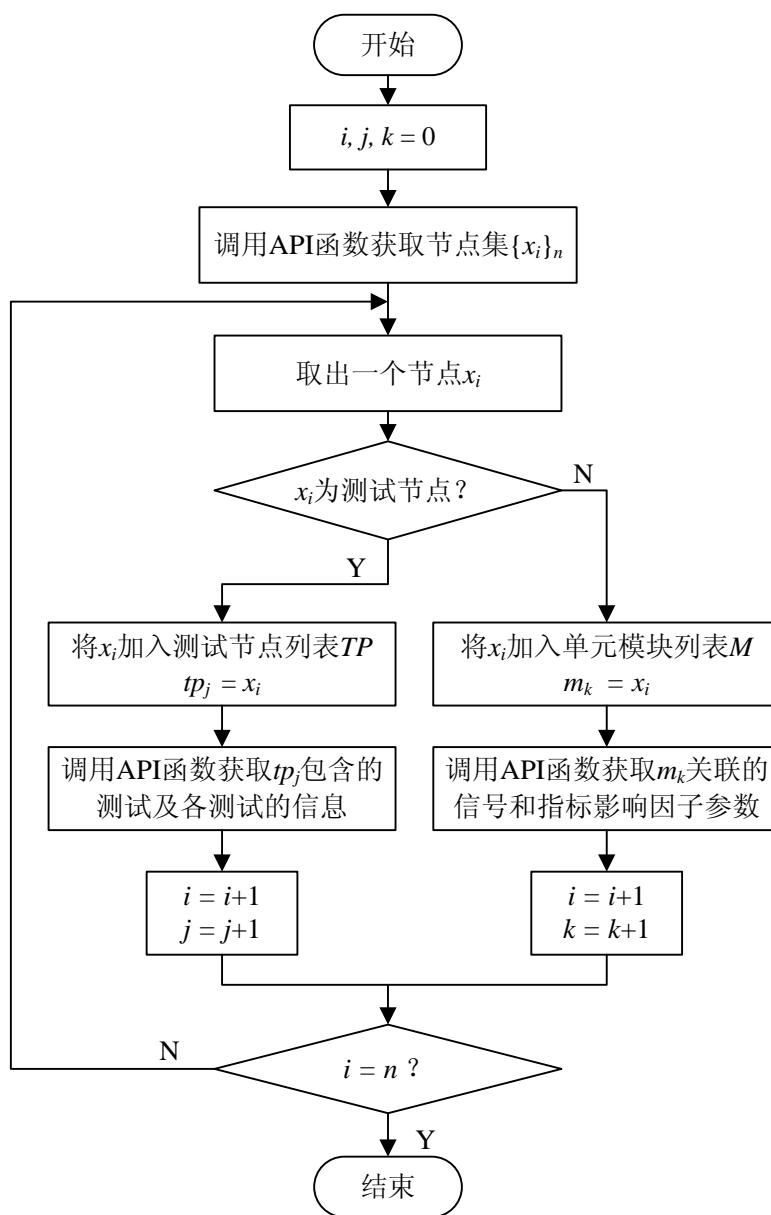 开始
i, j, k = 0
调用API函数获取节点集{xᵢ}ₙ
取出一个节点xᵢ
xᵢ为测试节点？
N
Y
将xᵢ加入测试节点列表TP
tpⱼ = xᵢ
将xᵢ加入单元模块列表M
mₖ = xᵢ
调用API函数获取tpⱼ包含的
测试及各测试的信息
调用API函数获取mₖ关联的
信号和指标影响因子参数
i = i+1
j = j+1
i = i+1
k = k+1
N
i = n ？
Y
结束